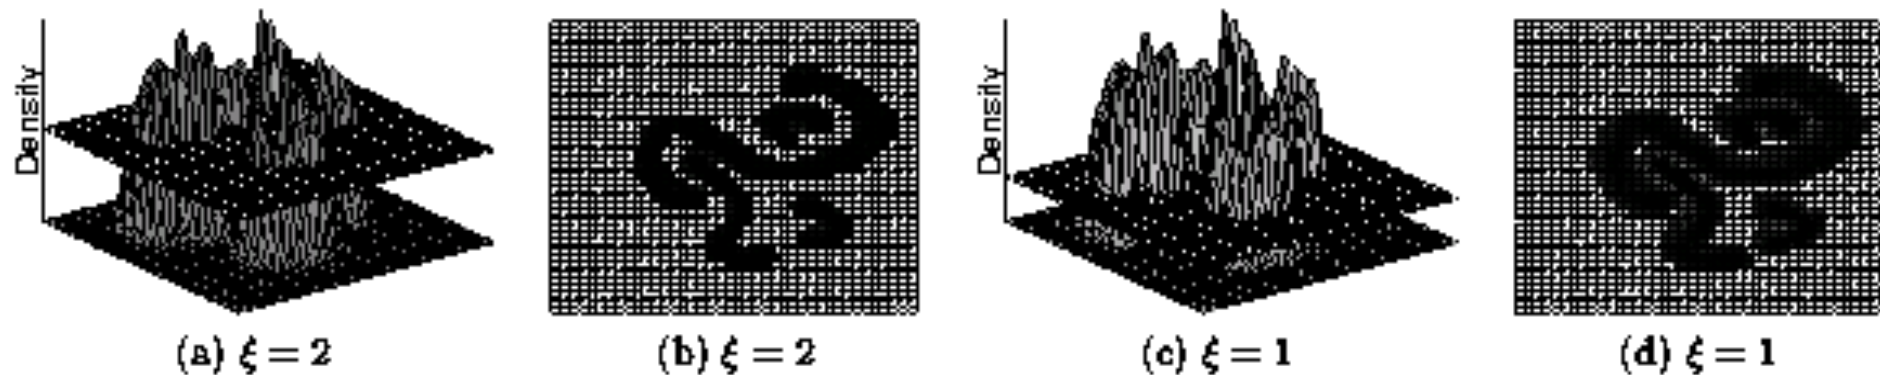 Density
Density
(a) ξ = 2
(b) ξ = 2
(c) ξ = 1
(d) ξ = 1